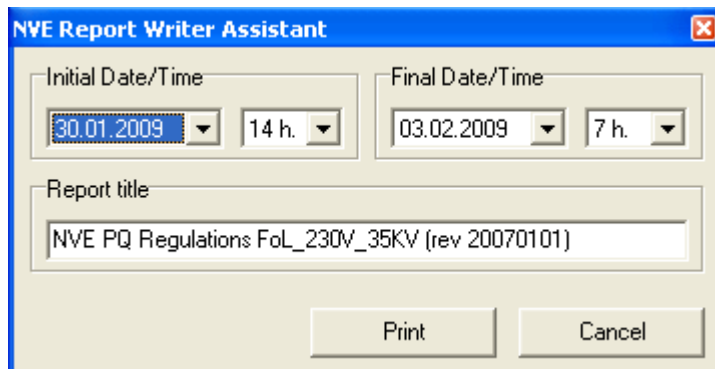 NVE Report Writer Assistant
Initial Date/Time Final Date/Time
30.01.2009 14 h. 03.02.2009 7 h.
Report title
NVE PQ Regulations FoL_230V_35KV (rev 20070101)
Print Cancel